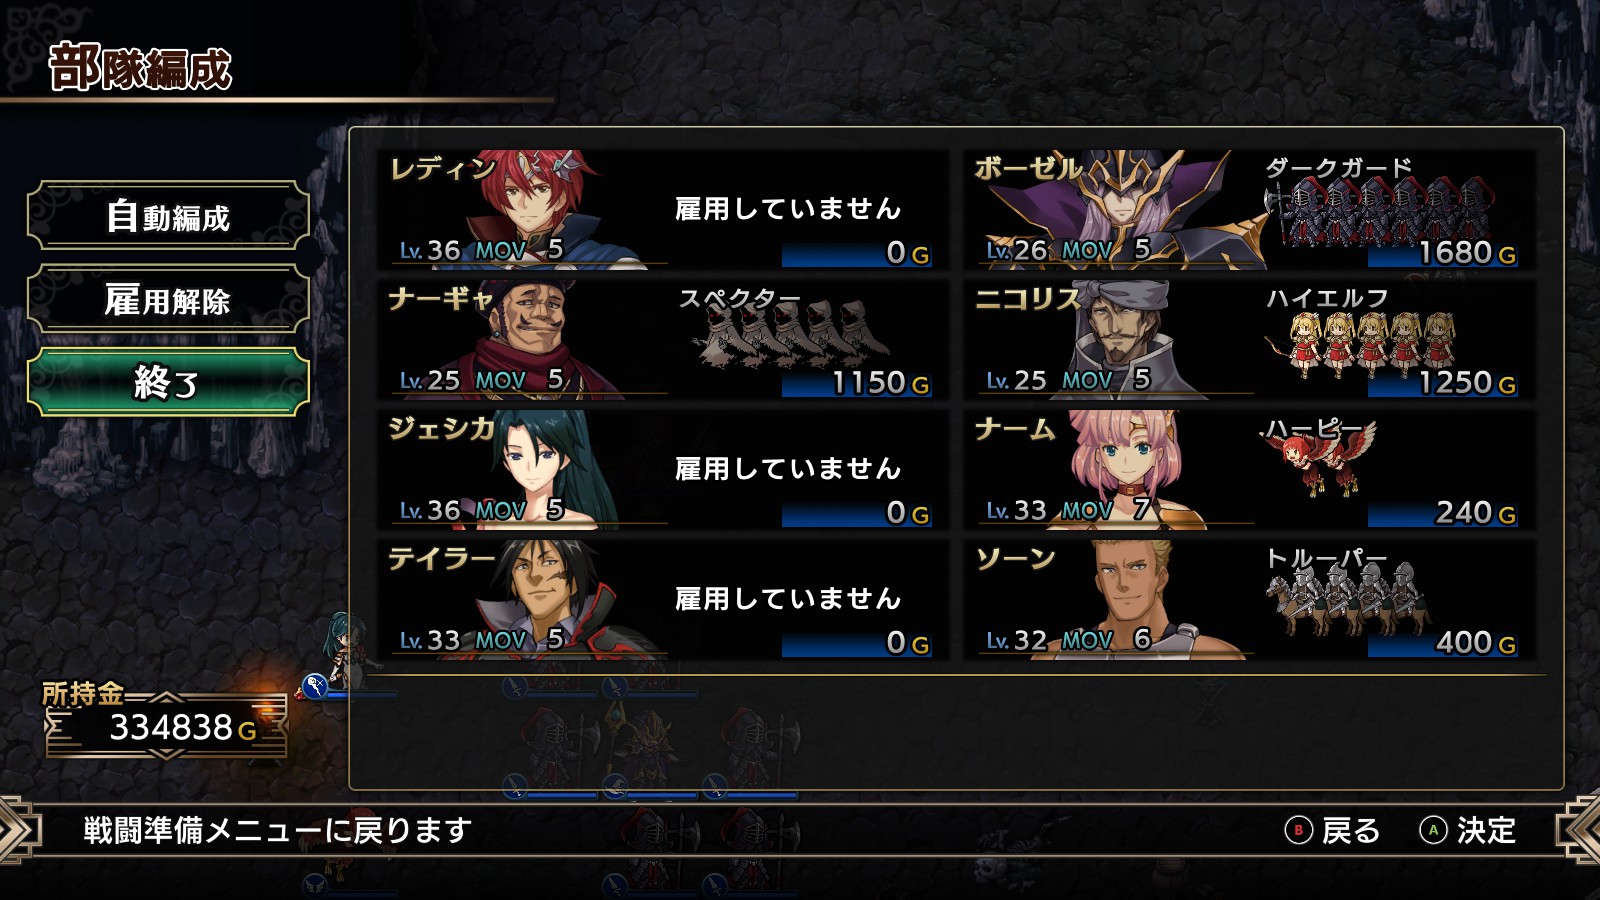 部隊編成
自動編成
雇用解除
終了
所持金
334838 G
レディン
Lv.36 MOV 5
雇用していません
0 G
ボーゼル
Lv.26 MOV 5
ダークガード
1680 G
ナーギャ
Lv.25 MOV 5
スペクター
1150 G
ニコリス
Lv.25 MOV 5
ハイエルフ
1250 G
ジェシカ
Lv.36 MOV 5
雇用していません
0 G
ナーム
Lv.33 MOV 7
ハーピー
240 G
テイラー
Lv.33 MOV 5
雇用していません
0 G
ソーン
Lv.32 MOV 6
トルーパー
400 G
戦闘準備メニューに戻ります
B 戻る
A 決定